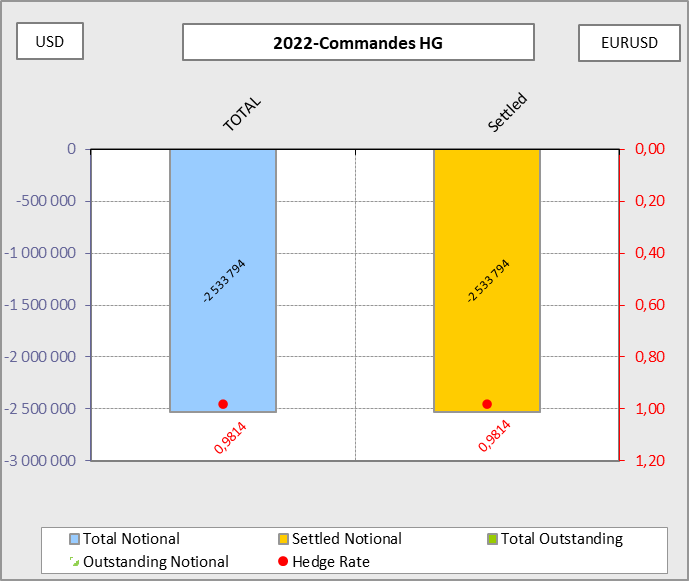 USD
2022-Commandes HG
EURUSD
TOTAL
Settled
0
0,00
-500 000
0,20
-1 000 000
0,40
-2 533 794
-2 533 794
-1 500 000
0,60
-2 000 000
0,80
-2 500 000
1,00
0,9814
0,9814
-3 000 000
1,20
Total Notional
Settled Notional
Total Outstanding
Outstanding Notional
Hedge Rate